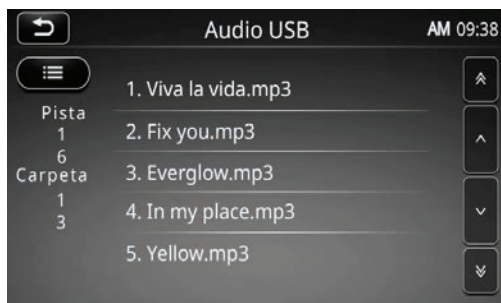 Audio USB
AM 09:38
Pista
1
6
Carpeta
1
3
1. Viva la vida.mp3
2. Fix you.mp3
3. Everglow.mp3
4. In my place.mp3
5. Yellow.mp3